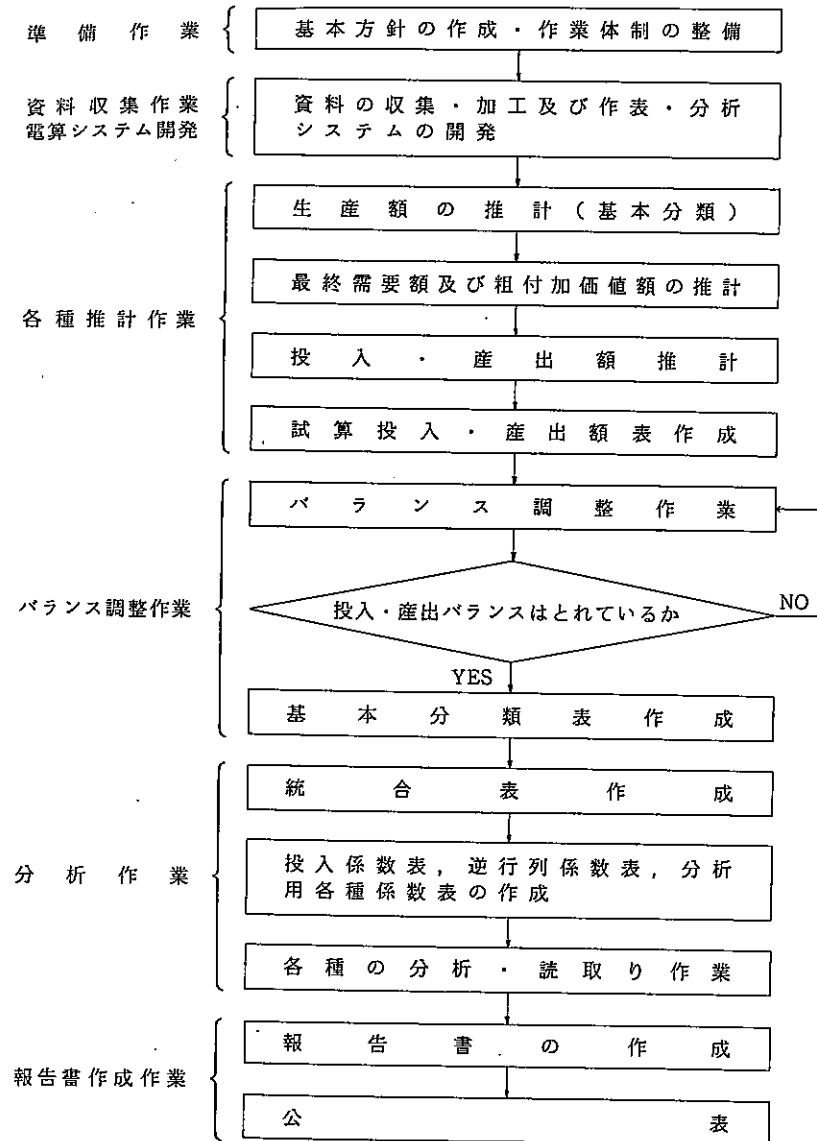 準備作業
基本方針の作成・作業体制の整備
資料収集作業
電算システム開発
資料の収集・加工及び作表・分析
システムの開発
各種推計作業
生産額の推計(基本分類)
最終需要額及び粗付加価値額の推計
投入・産出額推計
試算投入・産出額表作成
バランス調整作業
バランス調整作業
投入・産出バランスはとれているか
NO
YES
基本分類表作成
分析作業
統合表作成
投入係数表,逆行列係数表,分析
用各種係数表の作成
各種の分析・読取り作業
報告書作成作業
報告書の作成
公表